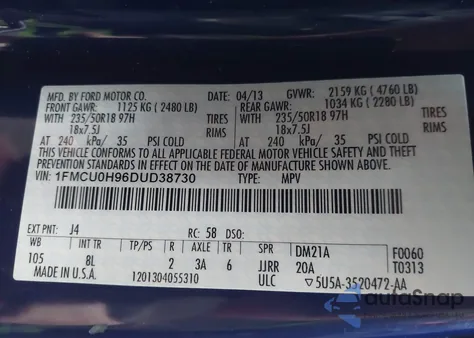 MFD. BY FORD MOTOR CO.
04/13 GVWR: 2159 KG ( 4760 LB)
FRONT GAWR: 1125 KG ( 2480 LB) REAR GAWR: 1034 KG ( 2280 LB)
WITH 235/50R18 97H TIRES WITH 235/50R18 97H TIRES
18x7.5J RIMS 18x7.5J RIMS
AT 240 kPa/ 35 PSI COLD AT 240 kPa/ 35 PSI COLD
THIS VEHICLE CONFORMS TO ALL APPLICABLE FEDERAL MOTOR VEHICLE SAFETY AND THEFT
PREVENTION STANDARDS IN EFFECT ON THE DATE OF MANUFACTURE SHOWN ABOVE.
VIN: 1FMCU0H96DUD38730 TYPE: MPV
EXT PNT: J4 RC: 58 DSO:
WB INT TR TP/PS R AXLE TR SPR DM21A F0060
105 8L 2 3A 6 JJRR 20A T0313
MADE IN U.S.A. 1201304055310 ULC 5U5A-3520472-AA
autoSnap